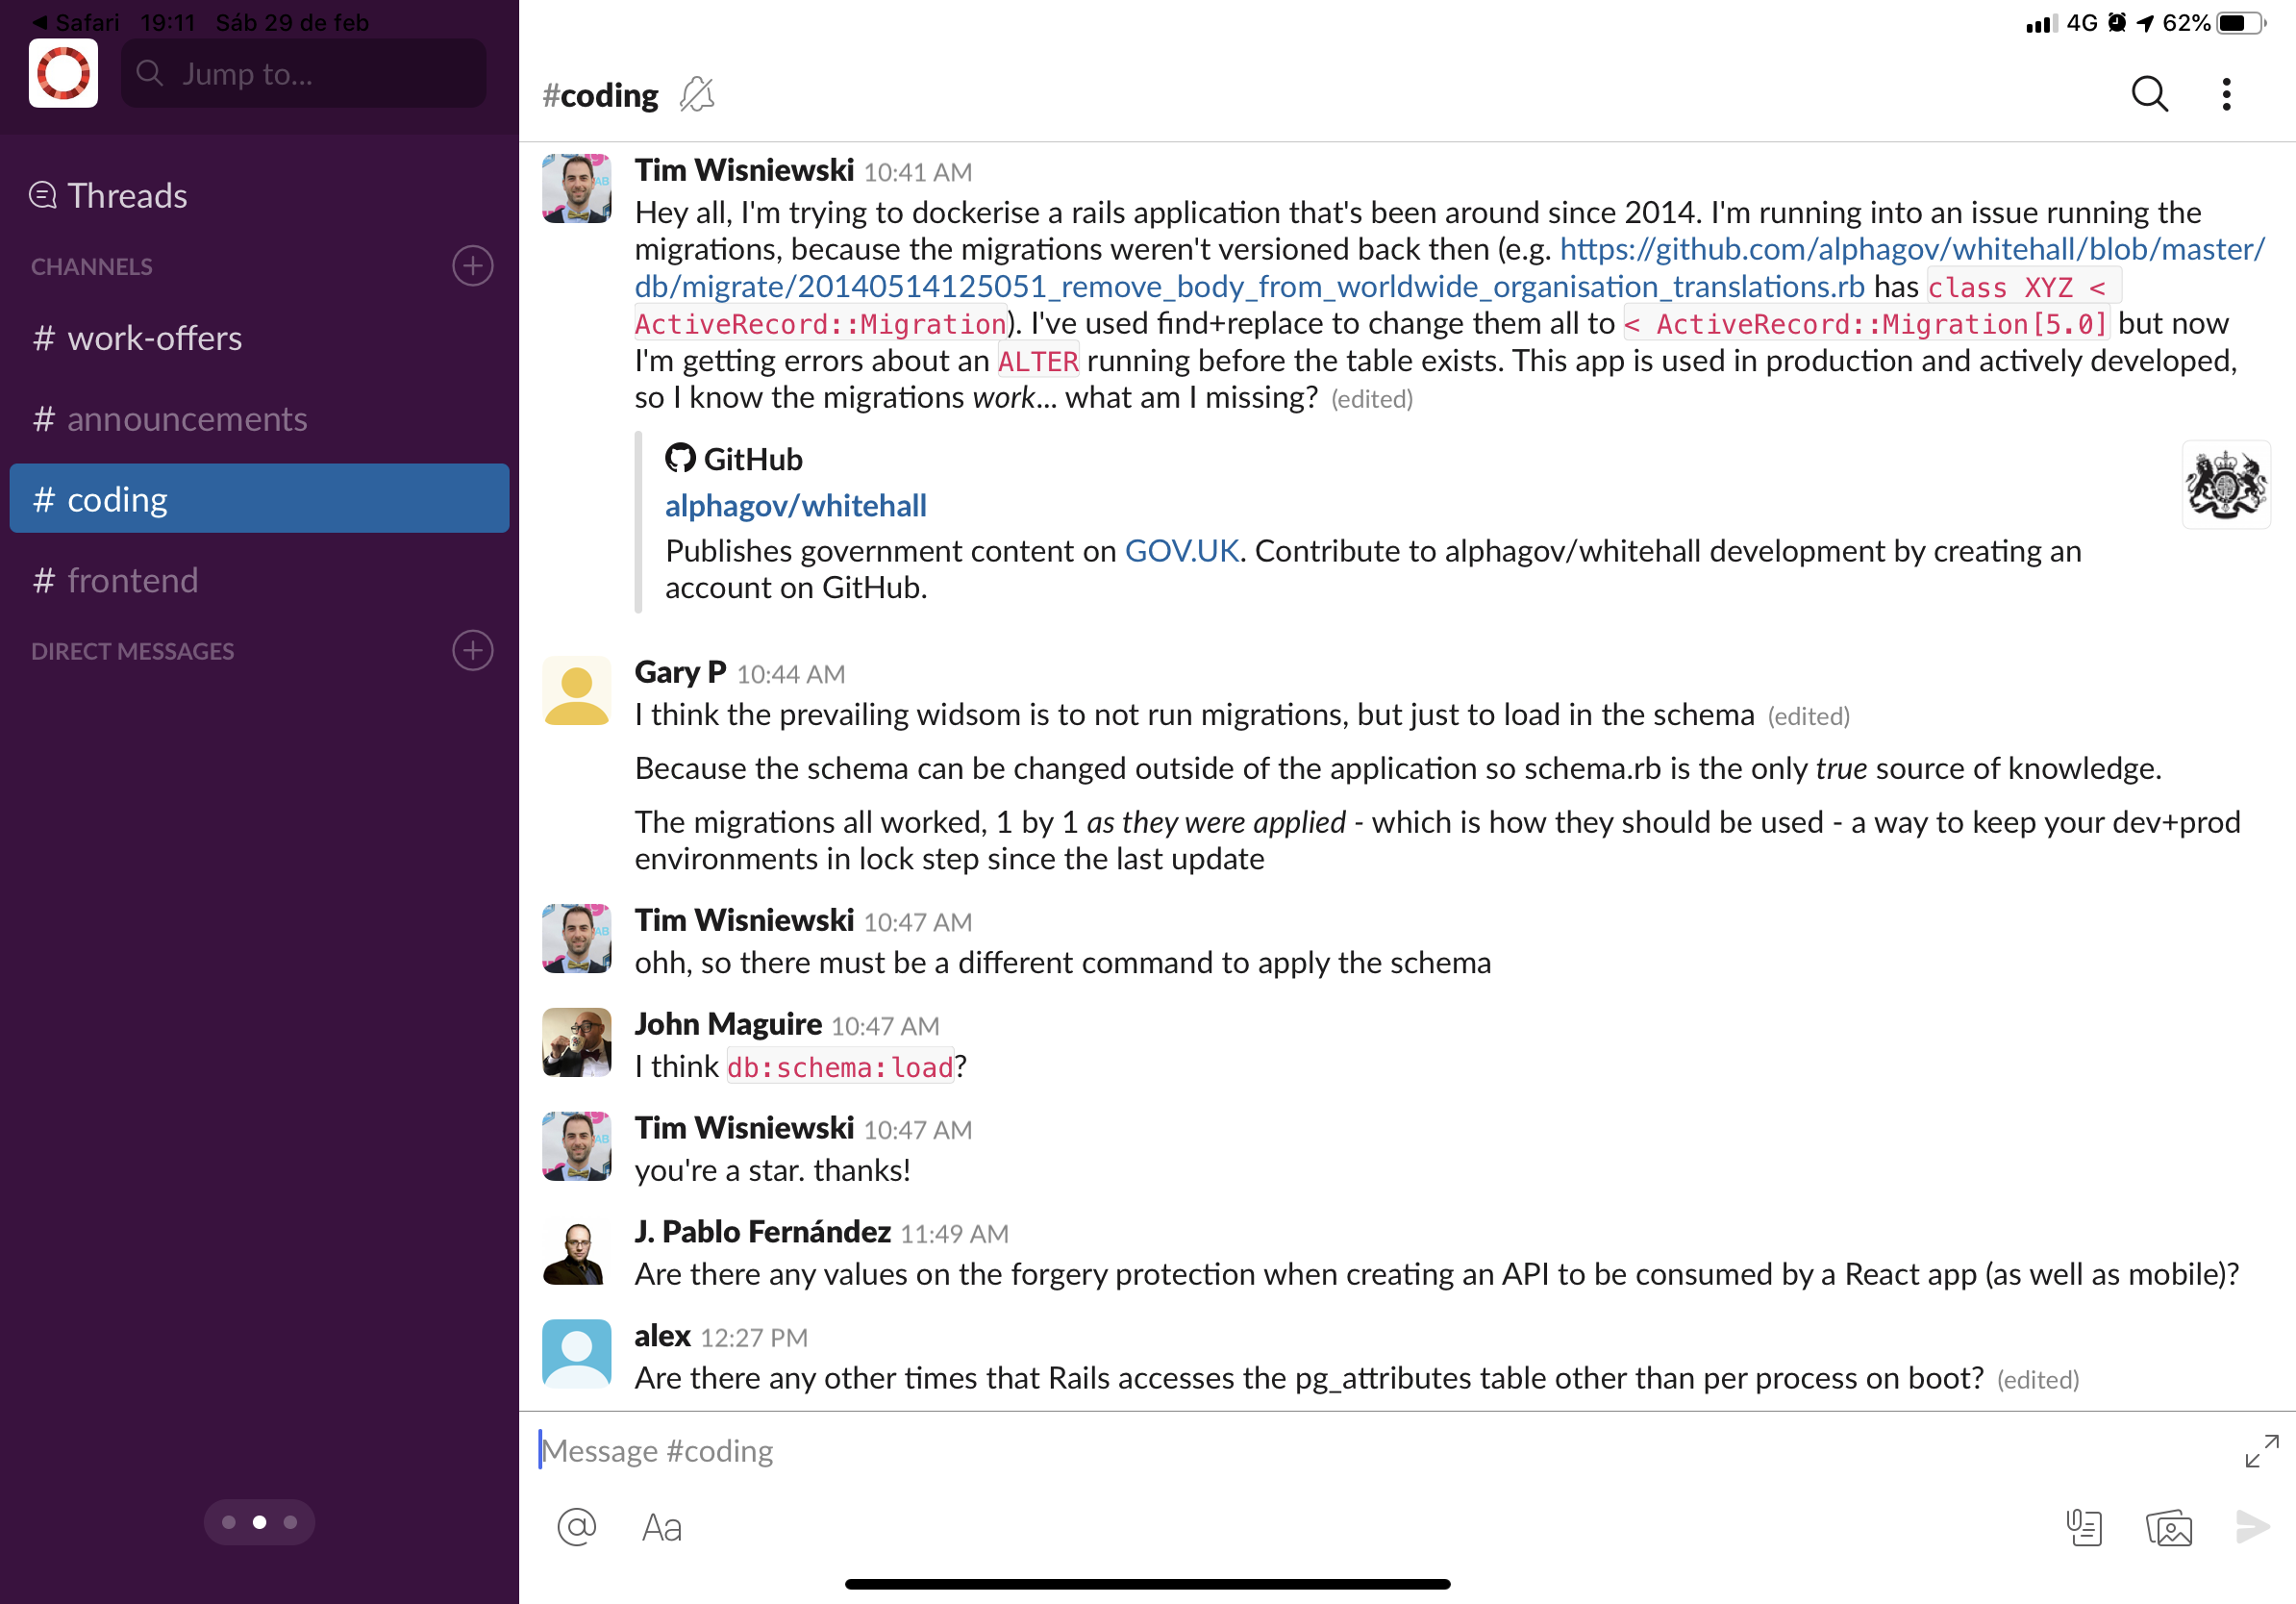 Safari 19:11 Sáb 29 de feb
4G 62%
Jump to...
Threads
CHANNELS
# work-offers
# announcements
# coding
# frontend
DIRECT MESSAGES
#coding
Tim Wisniewski 10:41 AM
Hey all, I'm trying to dockerise a rails application that's been around since 2014. I'm running into an issue running the
migrations, because the migrations weren't versioned back then (e.g. https://github.com/alphagov/whitehall/blob/master/
db/migrate/20140514125051_remove_body_from_worldwide_organisation_translations.rb has class XYZ <
ActiveRecord::Migration). I've used find+replace to change them all to < ActiveRecord::Migration[5.0] but now
I'm getting errors about an ALTER running before the table exists. This app is used in production and actively developed,
so I know the migrations work... what am I missing? (edited)
GitHub
alphagov/whitehall
Publishes government content on GOV.UK. Contribute to alphagov/whitehall development by creating an
account on GitHub.
Gary P 10:44 AM
I think the prevailing widsom is to not run migrations, but just to load in the schema (edited)
Because the schema can be changed outside of the application so schema.rb is the only true source of knowledge.
The migrations all worked, 1 by 1 as they were applied - which is how they should be used - a way to keep your dev+prod
environments in lock step since the last update
Tim Wisniewski 10:47 AM
ohh, so there must be a different command to apply the schema
John Maguire 10:47 AM
I think db:schema:load?
Tim Wisniewski 10:47 AM
you're a star. thanks!
J. Pablo Fernández 11:49 AM
Are there any values on the forgery protection when creating an API to be consumed by a React app (as well as mobile)?
alex 12:27 PM
Are there any other times that Rails accesses the pg_attributes table other than per process on boot? (edited)
Message #coding
@ Aa